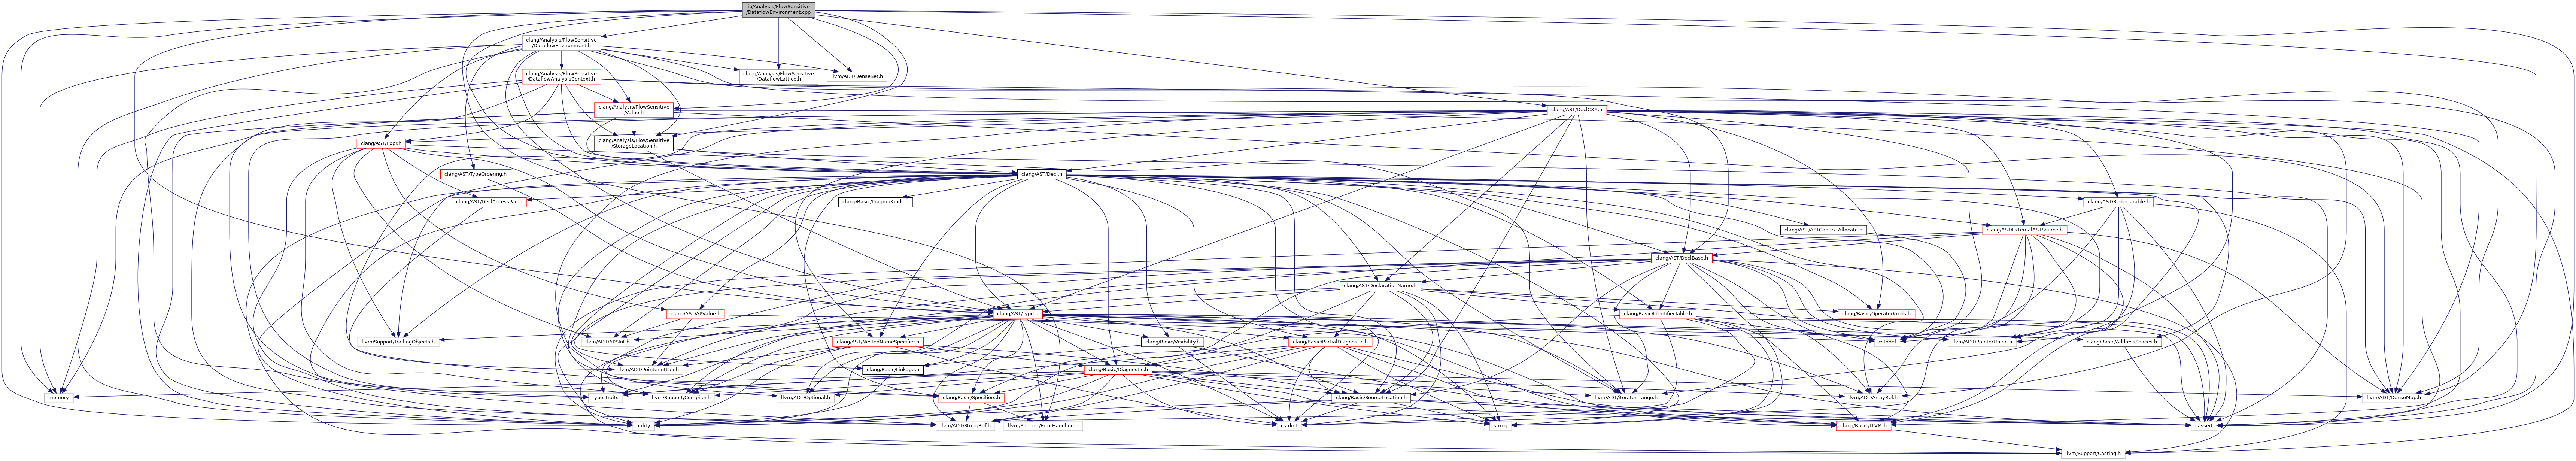 lib/Analysis/FlowSensitive
/DataflowEnvironment.cpp
clang/Analysis/FlowSensitive
/DataflowEnvironment.h
clang/Analysis/FlowSensitive
/DataflowAnalysisContext.h
clang/Analysis/FlowSensitive
/DataflowLattice.h
llvm/ADT/DenseSet.h
clang/Analysis/FlowSensitive
/Value.h
clang/AST/DeclCXX.h
clang/AST/Expr.h
clang/Analysis/FlowSensitive
/StorageLocation.h
clang/AST/TypeOrdering.h
clang/AST/Decl.h
clang/AST/DeclAccessPair.h
clang/Basic/PragmaKinds.h
clang/AST/Redeclarable.h
clang/AST/ASTContextAllocate.h
clang/AST/ExternalASTSource.h
clang/AST/DeclBase.h
clang/AST/DeclarationName.h
clang/AST/APValue.h
clang/AST/Type.h
clang/Basic/IdentifierTable.h
clang/Basic/OperatorKinds.h
llvm/Support/TrailingObjects.h
llvm/ADT/APSInt.h
clang/AST/NestedNameSpecifier.h
clang/Basic/Visibility.h
clang/Basic/PartialDiagnostic.h
cstddef
llvm/ADT/PointerUnion.h
clang/Basic/AddressSpaces.h
llvm/ADT/PointerIntPair.h
clang/Basic/Linkage.h
clang/Basic/Diagnostic.h
memory
type_traits
llvm/Support/Compiler.h
llvm/ADT/Optional.h
clang/Basic/Specifiers.h
clang/Basic/SourceLocation.h
llvm/ADT/iterator_range.h
llvm/ADT/ArrayRef.h
llvm/ADT/DenseMap.h
utility
llvm/ADT/StringRef.h
llvm/Support/ErrorHandling.h
cstdint
string
clang/Basic/LLVM.h
cassert
llvm/Support/Casting.h